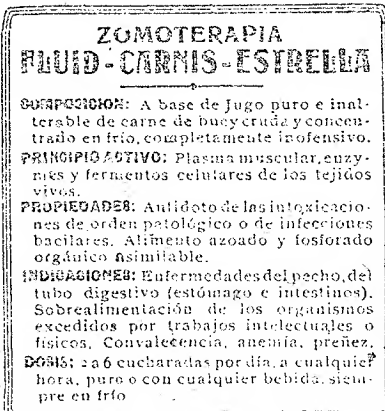 ZOMOTERAPIA
FLUID-CARNIS-ESTRELLA
COMPOSICION: A base de jugo puro e inal-
terable de carne de buey cruda y concen-
trado en frío, completamente inofensivo.
PRINCIPIO ACTIVO: Plasma muscular, enzy-
mes y fermentos celulares de los tejidos
vivos.
PROPIEDADES: Antídoto de las intoxicacio-
nes de orden patológico o de infecciones
bacilares. Alimento azoado y fosforado
orgánico asimilable.
INDICACIONES: Enfermedades del pecho, del
tubo digestivo (estómago e intestinos).
Sobrealimentación de los organismos
excedidos por trabajos intelectuales o
físicos, Convalecencia, anemia, preñez.
DOSIS: 2 a 6 cucharadas por día, a cualquier
hora, puro o con cualquier bebida, siem-
pre en frío